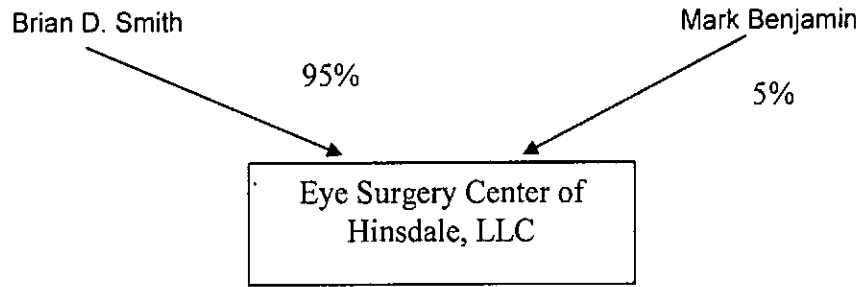 Brian D. Smith
Mark Benjamin
95%
5%
Eye Surgery Center of
Hinsdale, LLC